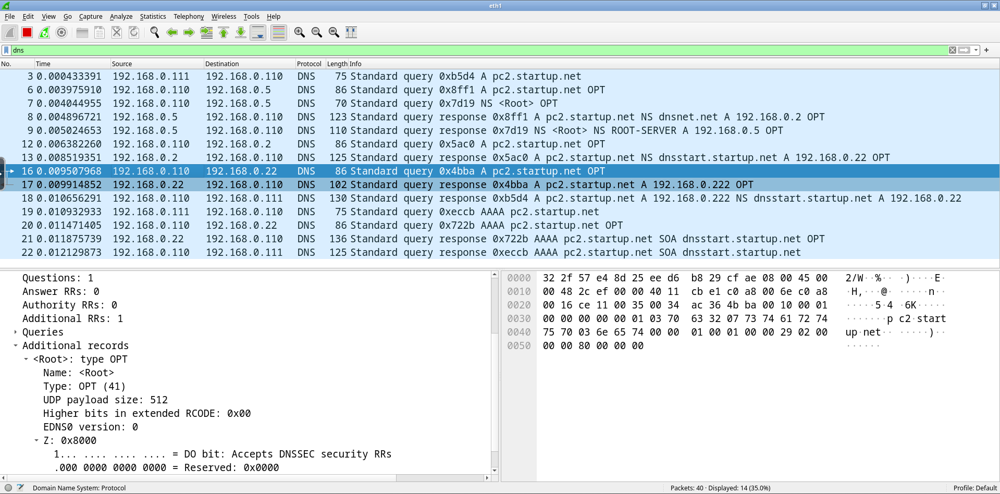 eth1
File Edit View Go Capture Analyze Statistics Telephony Wireless Tools Help
dns
No. Time Source Destination Protocol Length Info
3 0.000433391 192.168.0.111 192.168.0.110 DNS 75 Standard query 0xb5d4 A pc2.startup.net
6 0.003975910 192.168.0.110 192.168.0.5 DNS 86 Standard query 0x8ff1 A pc2.startup.net OPT
7 0.004044955 192.168.0.110 192.168.0.5 DNS 70 Standard query 0x7d19 NS <Root> OPT
8 0.004896721 192.168.0.5 192.168.0.110 DNS 123 Standard query response 0x8ff1 A pc2.startup.net NS dnsnet.net A 192.168.0.2 OPT
9 0.005024653 192.168.0.5 192.168.0.110 DNS 110 Standard query response 0x7d19 NS <Root> NS ROOT-SERVER A 192.168.0.5 OPT
12 0.006382260 192.168.0.110 192.168.0.2 DNS 86 Standard query 0x5ac0 A pc2.startup.net OPT
13 0.008519351 192.168.0.2 192.168.0.110 DNS 125 Standard query response 0x5ac0 A pc2.startup.net NS dnsstart.startup.net A 192.168.0.22 OPT
16 0.009507968 192.168.0.110 192.168.0.22 DNS 86 Standard query 0x4bba A pc2.startup.net OPT
17 0.009914852 192.168.0.22 192.168.0.110 DNS 102 Standard query response 0x4bba A pc2.startup.net A 192.168.0.222 OPT
18 0.010656291 192.168.0.110 192.168.0.111 DNS 130 Standard query response 0xb5d4 A pc2.startup.net A 192.168.0.222 NS dnsstart.startup.net A 192.168.0.22
19 0.010932933 192.168.0.111 192.168.0.110 DNS 75 Standard query 0xeccb AAAA pc2.startup.net
20 0.011471405 192.168.0.110 192.168.0.22 DNS 86 Standard query 0x722b AAAA pc2.startup.net OPT
21 0.011875739 192.168.0.22 192.168.0.110 DNS 136 Standard query response 0x722b AAAA pc2.startup.net SOA dnsstart.startup.net OPT
22 0.012129873 192.168.0.110 192.168.0.111 DNS 125 Standard query response 0xeccb AAAA pc2.startup.net SOA dnsstart.startup.net
Questions: 1
Answer RRs: 0
Authority RRs: 0
Additional RRs: 1
Queries
Additional records
<Root>: type OPT
Name: <Root>
Type: OPT (41)
UDP payload size: 512
Higher bits in extended RCODE: 0x00
EDNS0 version: 0
Z: 0x8000
1... .... .... .... = DO bit: Accepts DNSSEC security RRs
.000 0000 0000 0000 = Reserved: 0x0000
0000 32 2f 57 e4 8d 25 ee d6 b8 29 cf ae 08 00 45 00 2/W··%·· ·)····E·
0010 00 48 2c ef 00 00 40 11 cb e1 c0 a8 00 6e c0 a8 ·H,···@· ·····n··
0020 00 16 ce 11 00 35 00 34 ac 36 4b ba 00 10 00 01 ·····5·4 ·6K·····
0030 00 00 00 00 00 01 03 70 63 32 07 73 74 61 72 74 ·······p c2·start
0040 75 70 03 6e 65 74 00 00 01 00 01 00 00 29 02 00 up·net·· ·····)··
0050 00 00 80 00 00 00 ······
Domain Name System: Protocol
Packets: 40 · Displayed: 14 (35.0%)
Profile: Default